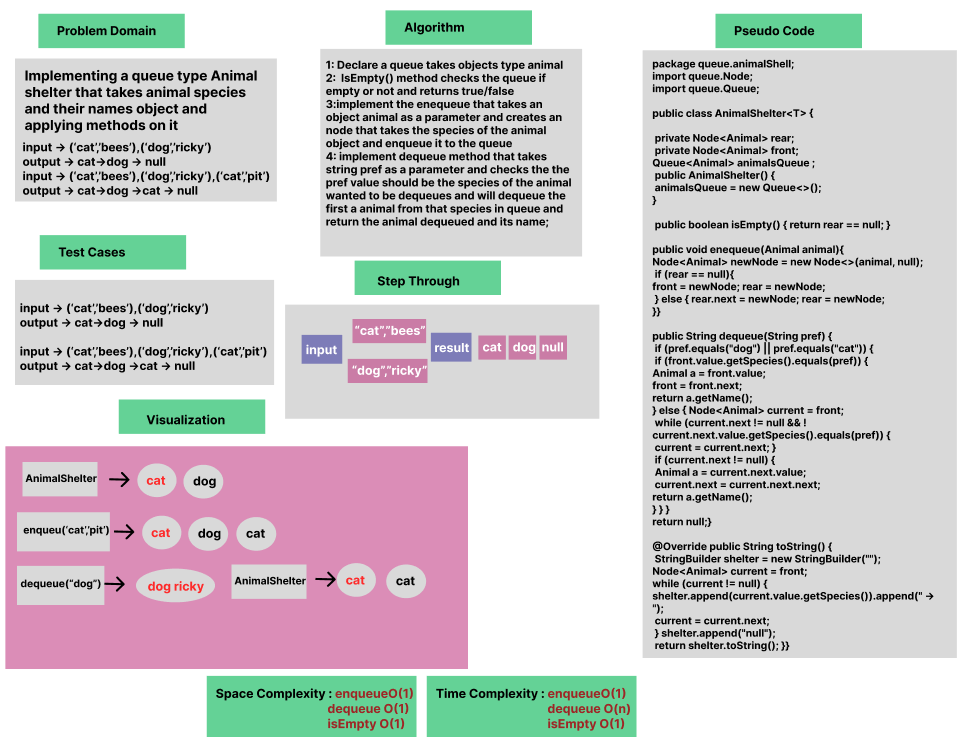 Problem Domain
Implementing a queue type Animal
shelter that takes animal species
and their names object and
applying methods on it
input → (‘cat’,’bees’),(‘dog’,’ricky’)
output → cat→dog → null
input → (‘cat’,’bees’),(‘dog’,’ricky’),(‘cat’,’pit’)
output → cat→dog →cat → null
Test Cases
input → (‘cat’,’bees’),(‘dog’,’ricky’)
output → cat→dog → null
input → (‘cat’,’bees’),(‘dog’,’ricky’),(‘cat’,’pit’)
output → cat→dog →cat → null
Algorithm
1: Declare a queue takes objects type animal
2: IsEmpty() method checks the queue if
empty or not and returns true/false
3:implement the enequeue that takes an
object animal as a parameter and creates an
node that takes the species of the animal
object and enqueue it to the queue
4: implement dequeue method that takes
string pref as a parameter and checks the the
pref value should be the species of the animal
wanted to be dequeues and will dequeue the
first a animal from that species in queue and
return the animal dequeued and its name;
Step Through
input
“cat”,”bees”
“dog”,”ricky”
result
cat
dog
null
Visualization
AnimalShelter
cat
dog
enqueu(‘cat’,’pit’)
cat
dog
cat
dequeue(“dog”)
dog ricky
AnimalShelter
cat
cat
Pseudo Code
package queue.animalShell;
import queue.Node;
import queue.Queue;
public class AnimalShelter<T> {
private Node<Animal> rear;
private Node<Animal> front;
Queue<Animal> animalsQueue ;
public AnimalShelter() {
animalsQueue = new Queue<>();
}
public boolean isEmpty() { return rear == null; }
public void enequeue(Animal animal){
Node<Animal> newNode = new Node<>(animal, null);
if (rear == null){
front = newNode; rear = newNode;
} else { rear.next = newNode; rear = newNode;
}}
public String dequeue(String pref) {
if (pref.equals("dog") || pref.equals("cat")) {
if (front.value.getSpecies().equals(pref)) {
Animal a = front.value;
front = front.next;
return a.getName();
} else { Node<Animal> current = front;
while (current.next != null && !
current.next.value.getSpecies().equals(pref)) {
current = current.next; }
if (current.next != null) {
Animal a = current.next.value;
current.next = current.next.next;
return a.getName();
} } }
return null;}
@Override public String toString() {
StringBuilder shelter = new StringBuilder("");
Node<Animal> current = front;
while (current != null) {
shelter.append(current.value.getSpecies()).append(" →
");
current = current.next;
} shelter.append("null");
return shelter.toString(); }}
Space Complexity : enqueueO(1)
dequeue O(1)
isEmpty O(1)
Time Complexity : enqueueO(1)
dequeue O(n)
isEmpty O(1)